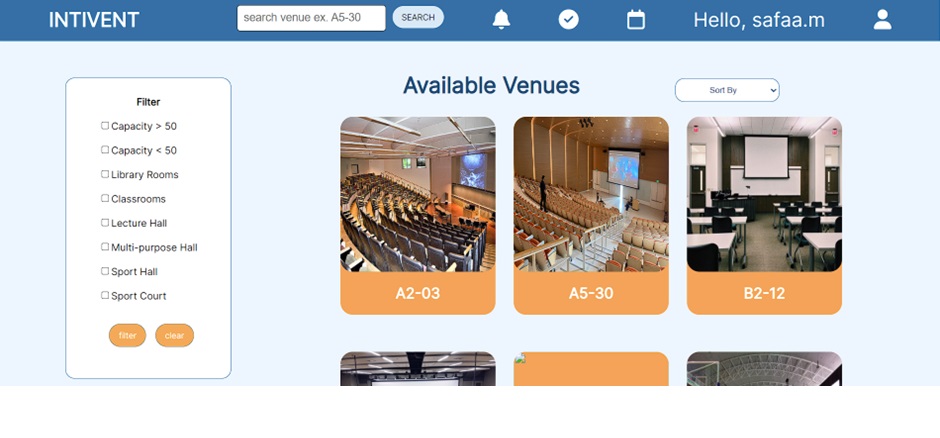 INTIVENT
search venue ex. A5-30
SEARCH
Hello, safaa.m
Filter
Capacity > 50
Capacity < 50
Library Rooms
Classrooms
Lecture Hall
Multi-purpose Hall
Sport Hall
Sport Court
filter
clear
Available Venues
Sort By
A2-03
A5-30
B2-12